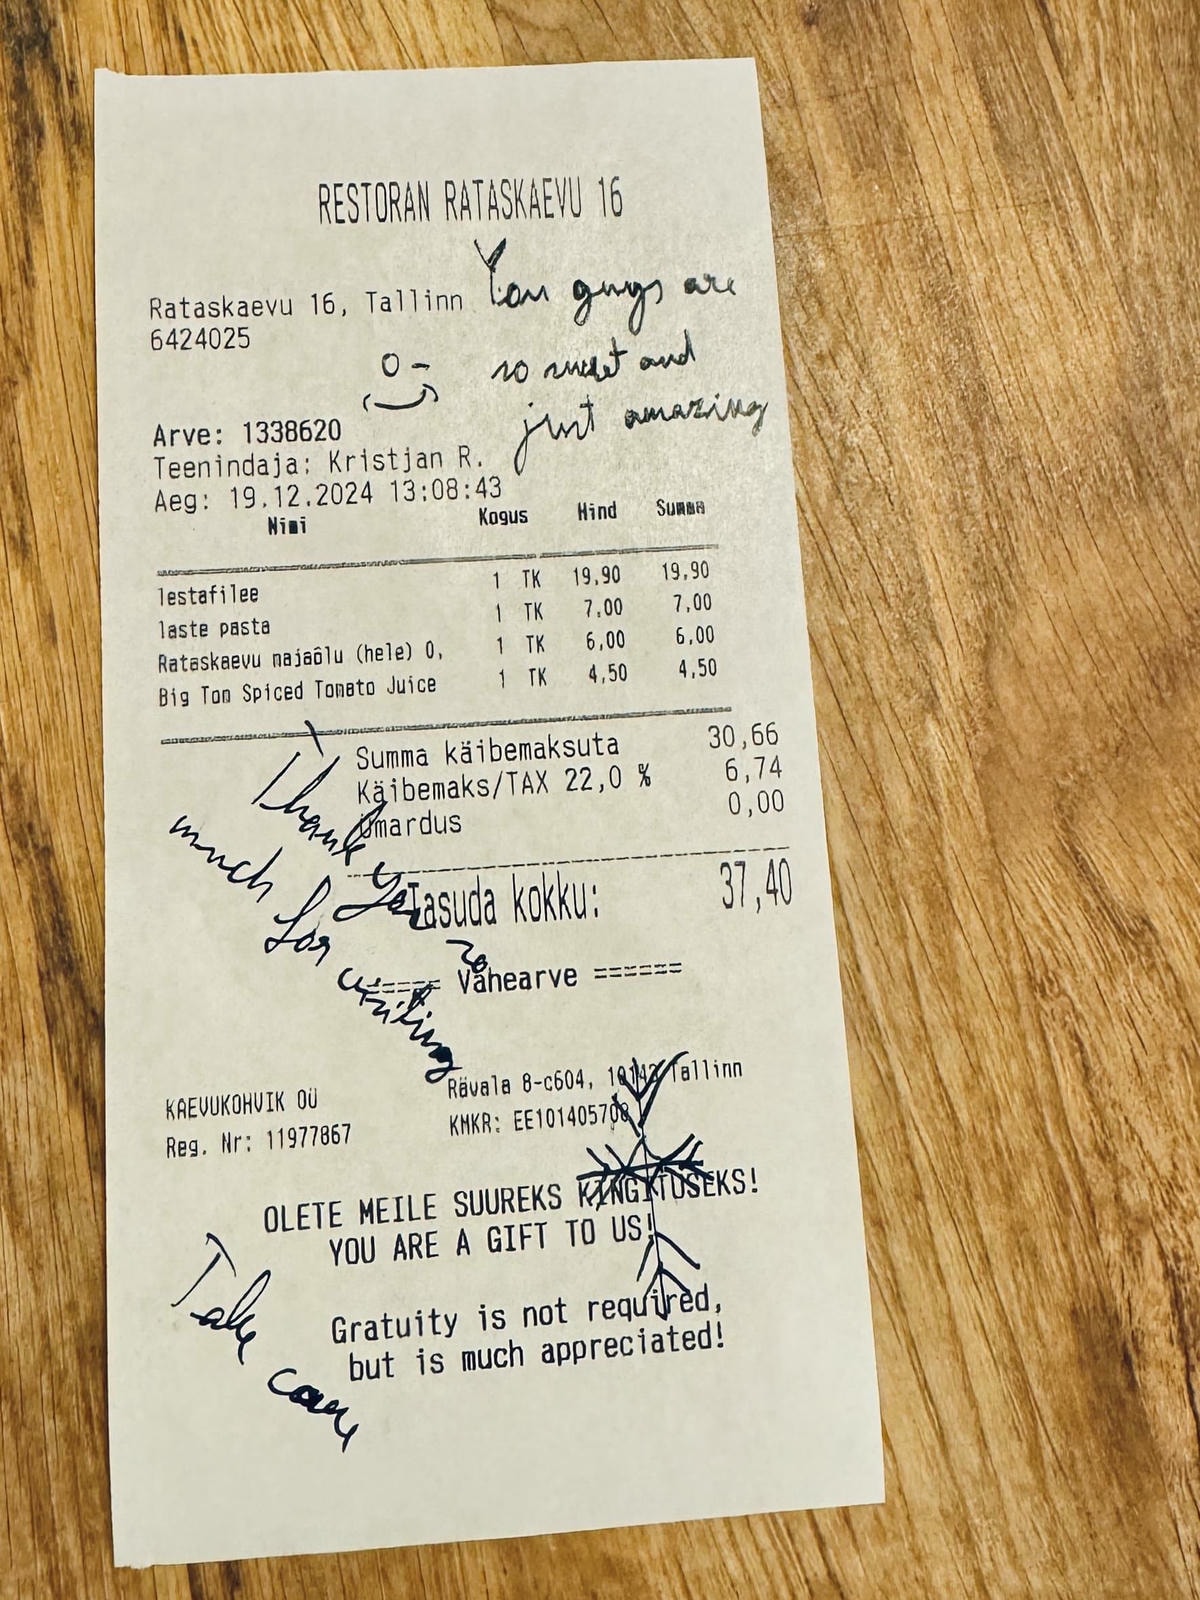 RESTORAN RATASKAEVU 16
Rataskaevu 16, Tallinn
6424025
You guys are
so sweet and
just amazing
Arve: 1338620
Teenindaja: Kristjan R.
Aeg: 19.12.2024 13:08:43
Nimi Kogus Hind Summa
lestafilee 1 TK 19,90 19,90
laste pasta 1 TK 7,00 7,00
Rataskaevu majaõlu (hele) 0, 1 TK 6,00 6,00
Big Tom Spiced Tomato Juice 1 TK 4,50 4,50
Summa käibemaksuta 30,66
Käibemaks/TAX 22,0 % 6,74
Ümardus 0,00
Tasuda kokku: 37,40
Thank you so
much for
===== Vahearve ======
KAEVUKOHVIK OÜ Rävala 8-c604, 10143 Tallinn
Reg. Nr: 11977867 KMKR: EE101405708
OLETE MEILE SUUREKS KINGITUSEKS!
YOU ARE A GIFT TO US!
Gratuity is not required,
but is much appreciated!
Take care